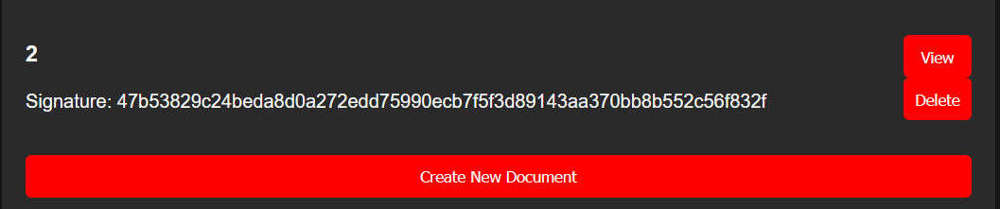 2
View
Signature: 47b53829c24beda8d0a272edd75990ecb7f5f3d89143aa370bb8b552c56f832f
Delete
Create New Document